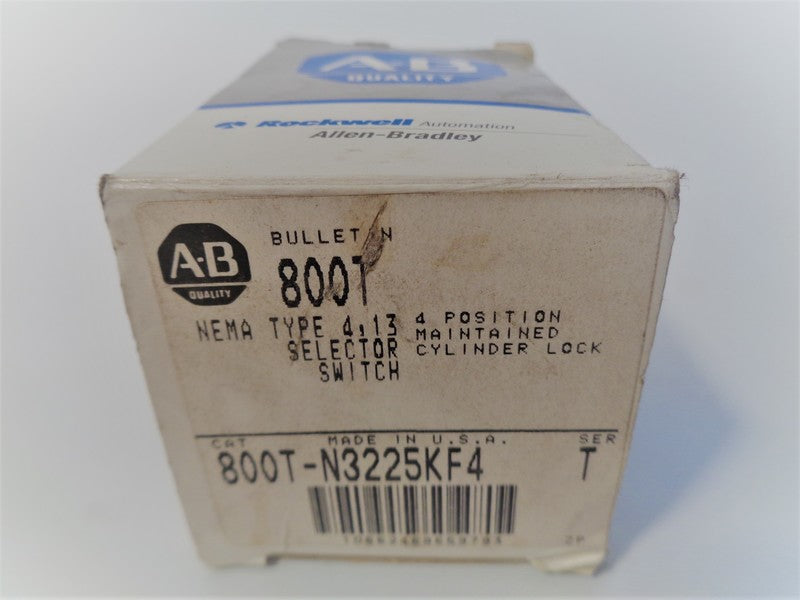 A-B
QUALITY
Rockwell Automation
Allen-Bradley
A-B
QUALITY
BULLETIN
800T
NEMA TYPE 4,13
SELECTOR
SWITCH
4 POSITION
MAINTAINED
CYLINDER LOCK
CAT
MADE IN U.S.A.
SER
800T-N3225KF4
T